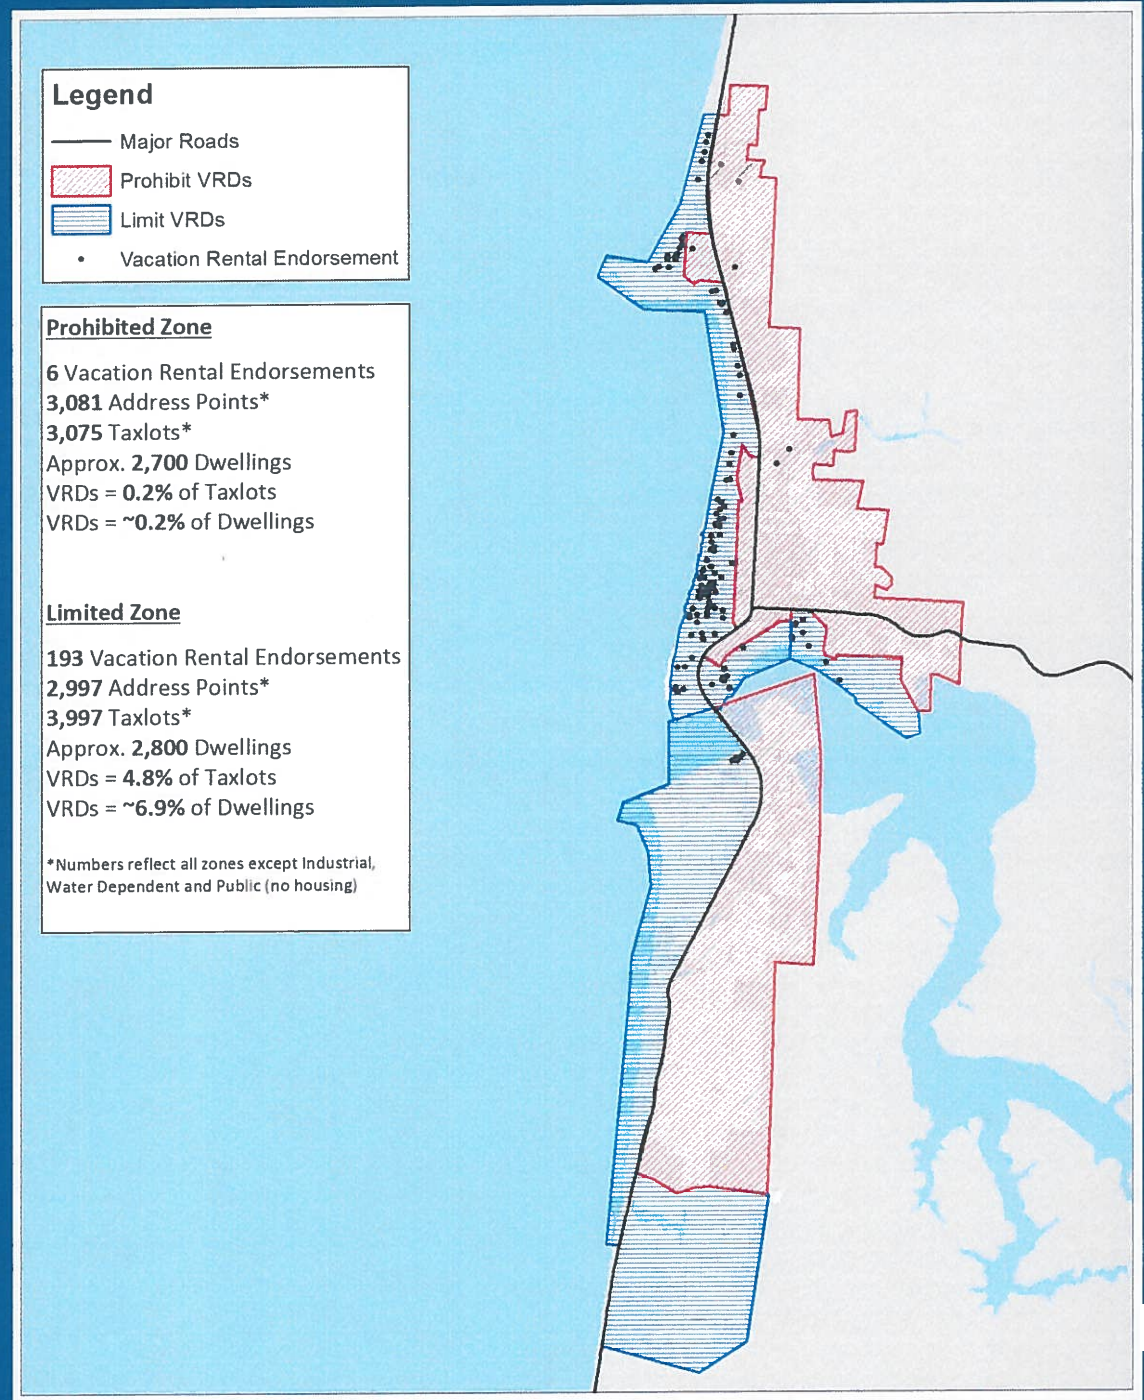 Legend
Major Roads
Prohibit VRDs
Limit VRDs
Vacation Rental Endorsement
Prohibited Zone
6 Vacation Rental Endorsements
3,081 Address Points*
3,075 Taxlots*
Approx. 2,700 Dwellings
VRDs = 0.2% of Taxlots
VRDs = ~0.2% of Dwellings
Limited Zone
193 Vacation Rental Endorsements
2,997 Address Points*
3,997 Taxlots*
Approx. 2,800 Dwellings
VRDs = 4.8% of Taxlots
VRDs = ~6.9% of Dwellings
*Numbers reflect all zones except Industrial,
Water Dependent and Public (no housing)